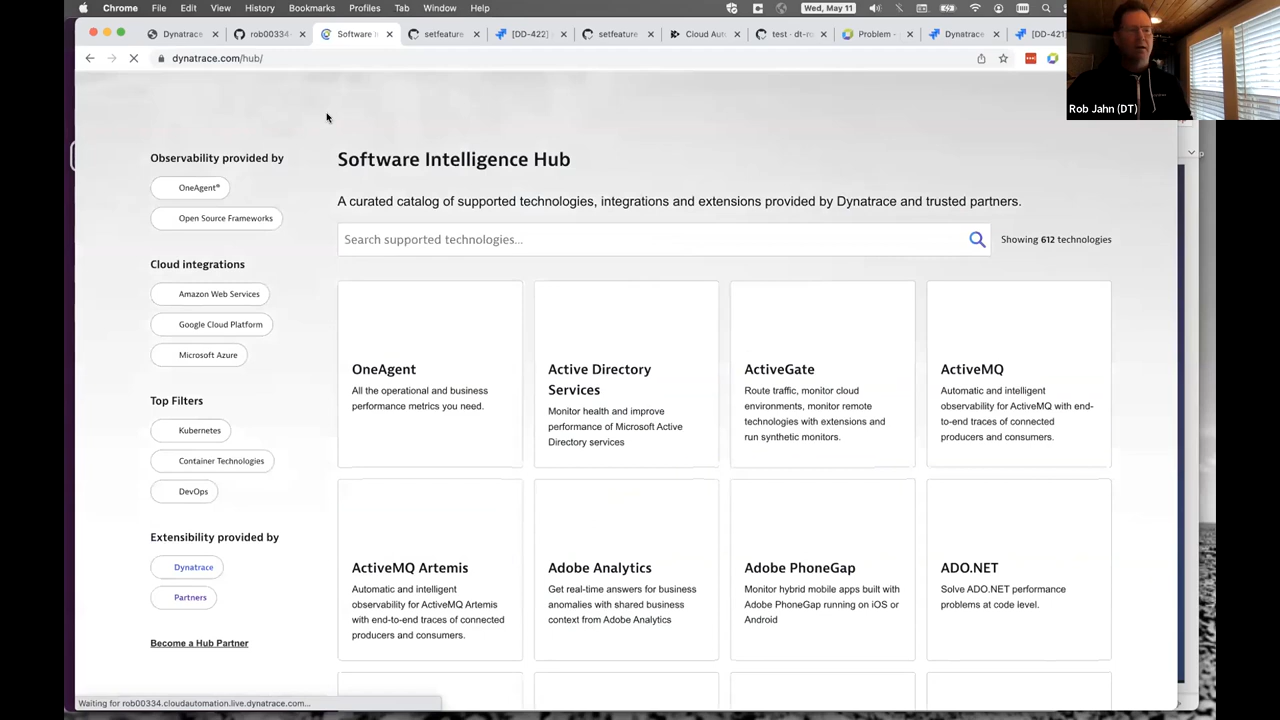 Chrome File Edit View History Bookmarks Profiles Tab Window Help
Wed, May 11
Dynatrace
rob00334-
Software I
setfeature
[DD-422]
setfeature
Cloud Auto
test · dt-ro
Problem -
Dynatrace
[DD-421]
dynatrace.com/hub/
Rob Jahn (DT)
Observability provided by
OneAgent®
Open Source Frameworks
Cloud integrations
Amazon Web Services
Google Cloud Platform
Microsoft Azure
Top Filters
Kubernetes
Container Technologies
DevOps
Extensibility provided by
Dynatrace
Partners
Become a Hub Partner
Software Intelligence Hub
A curated catalog of supported technologies, integrations and extensions provided by Dynatrace and trusted partners.
Search supported technologies...
Showing 612 technologies
OneAgent
All the operational and business
performance metrics you need.
Active Directory
Services
Monitor health and improve
performance of Microsoft Active
Directory services
ActiveGate
Route traffic, monitor cloud
environments, monitor remote
technologies with extensions and
run synthetic monitors.
ActiveMQ
Automatic and intelligent
observability for ActiveMQ with end-
to-end traces of connected
producers and consumers.
ActiveMQ Artemis
Automatic and intelligent
observability for ActiveMQ Artemis
with end-to-end traces of connected
producers and consumers.
Adobe Analytics
Get real-time answers for business
anomalies with shared business
context from Adobe Analytics
Adobe PhoneGap
Monitor hybrid mobile apps built with
Adobe PhoneGap running on iOS or
Android
ADO.NET
Solve ADO.NET performance
problems at code level.
Waiting for rob00334.cloudautomation.live.dynatrace.com...